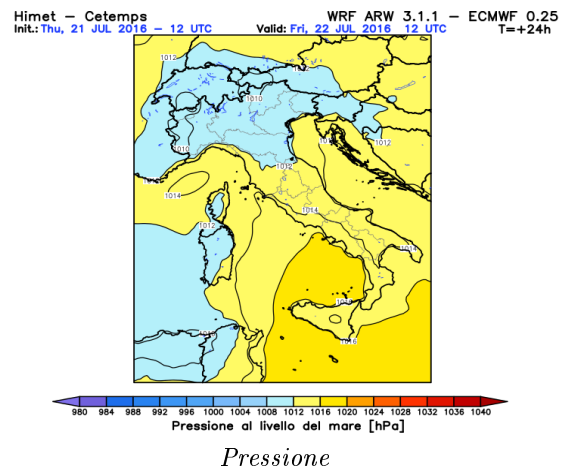 Himet – Cetemps WRF ARW 3.1.1 – ECMWF 0.25
Init.: Thu, 21 JUL 2016 – 12 UTC Valid: Fri, 22 JUL 2016 12 UTC T=+24h
1012
1010
1010
1012
1012
1014
1014
1012
1014
1016
980 984 988 992 996 1000 1004 1008 1012 1016 1020 1024 1028 1032 1036 1040
Pressione al livello del mare [hPa]
Pressione